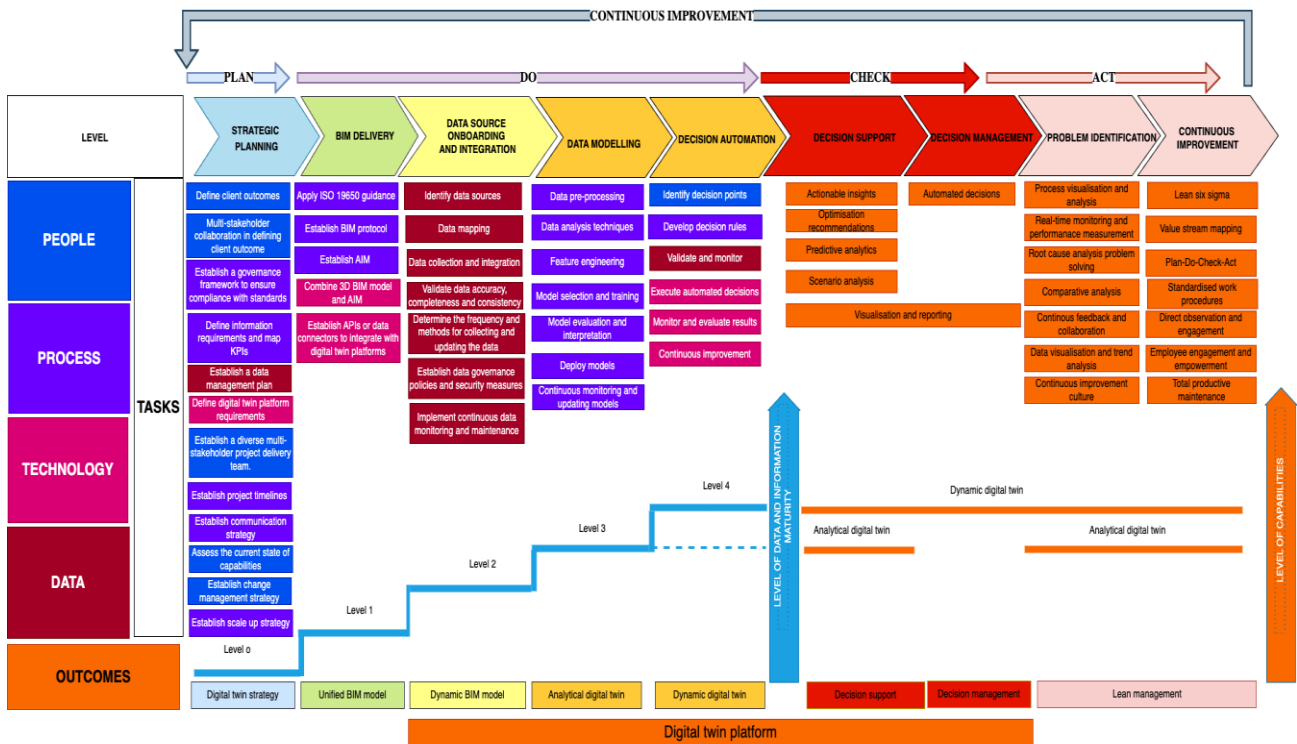 CONTINUOUS IMPROVEMENT
PLAN
DO
CHECK
ACT
LEVEL
STRATEGIC
PLANNING
BIM DELIVERY
DATA SOURCE
ONBOARDING
AND INTEGRATION
DATA MODELLING
DECISION AUTOMATION
DECISION SUPPORT
DECISION MANAGEMENT
PROBLEM IDENTIFICATION
CONTINUOUS
IMPROVEMENT
PEOPLE
PROCESS
TECHNOLOGY
DATA
OUTCOMES
TASKS
Define client outcomes
Multi-stakeholder
collaboration in defining
client outcome
Establish a governance
framework to ensure
compliance with standards
Define information
requirements and map
KPIs
Establish a data
management plan
Define digital twin platform
requirements
Establish a diverse multi-
stakeholder project delivery
team.
Establish project timelines
Establish communication
strategy
Assess the current state of
capabilities
Establish change
management strategy
Establish scale up strategy
Apply ISO 19650 guidance
Establish BIM protocol
Establish AIM
Combine 3D BIM model
and AIM
Establish APIs or data
connectors to integrate with
digital twin platforms
Identify data sources
Data mapping
Data collection and integration
Validate data accuracy,
completeness and consistency
Determine the frequency and
methods for collecting and
updating the data
Establish data governance
policies and security measures
Implement continuous data
monitoring and maintenance
Data pre-processing
Data analysis techniques
Feature engineering
Model selection and training
Model evaluation and
interpretation
Deploy models
Continuous monitoring and
updating models
Identify decision points
Develop decision rules
Validate and monitor
Execute automated decisions
Monitor and evaluate results
Continuous improvement
Actionable insights
Optimisation
recommendations
Predictive analytics
Scenario analysis
Visualisation and reporting
Automated decisions
Process visualisation and
analysis
Real-time monitoring and
performanace measurement
Root cause analysis problem
solving
Comparative analysis
Continous feedback and
collaboration
Data visualisation and trend
analysis
Continuous improvement
culture
Lean six sigma
Value stream mapping
Plan-Do-Check-Act
Standardised work
procedures
Direct observation and
engagement
Employee engagement and
empowerment
Total productive
maintenance
Level o
Level 1
Level 2
Level 3
Level 4
LEVEL OF DATA AND INFORMATION
MATURITY
Dynamic digital twin
Analytical digital twin
Analytical digital twin
LEVEL OF CAPABILITIES
Digital twin strategy
Unified BIM model
Dynamic BIM model
Analytical digital twin
Dynamic digital twin
Decision support
Decision management
Lean management
Digital twin platform